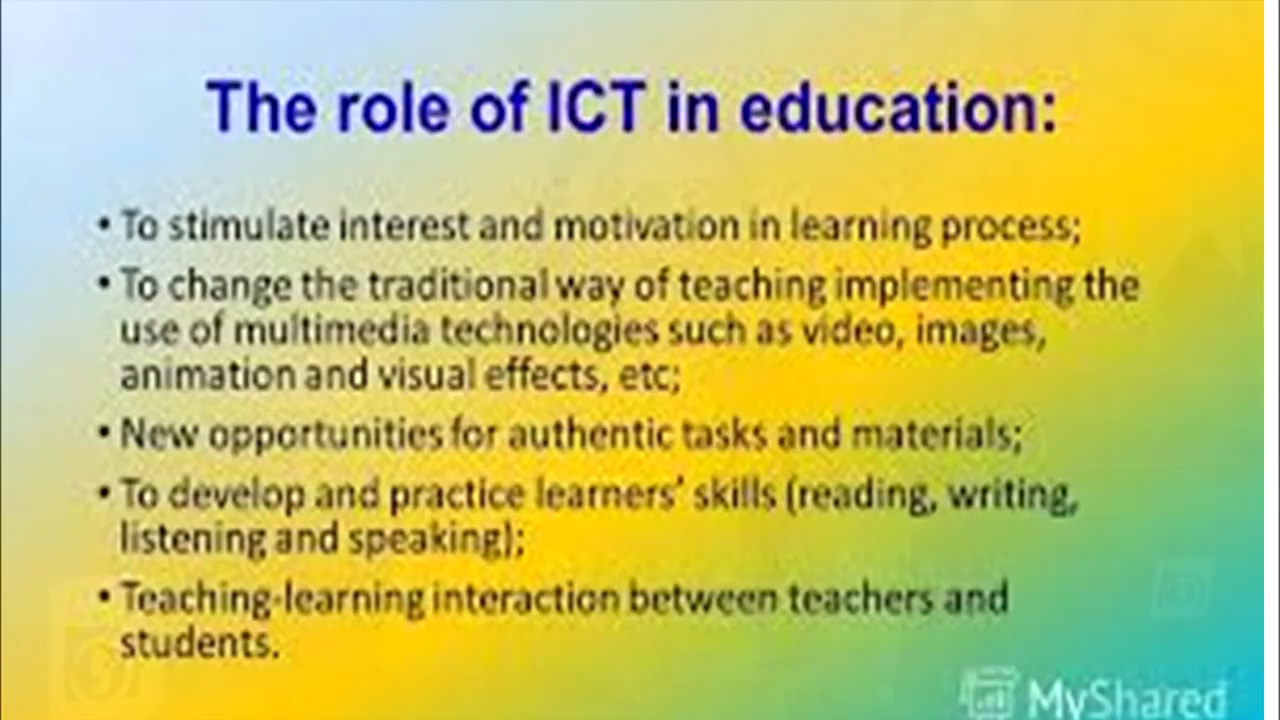 The role of ICT in education:
• To stimulate interest and motivation in learning process;
• To change the traditional way of teaching implementing the
use of multimedia technologies such as video, images,
animation and visual effects, etc;
• New opportunities for authentic tasks and materials;
• To develop and practice learners' skills (reading, writing,
listening and speaking);
• Teaching-learning interaction between teachers and
students.
MyShared